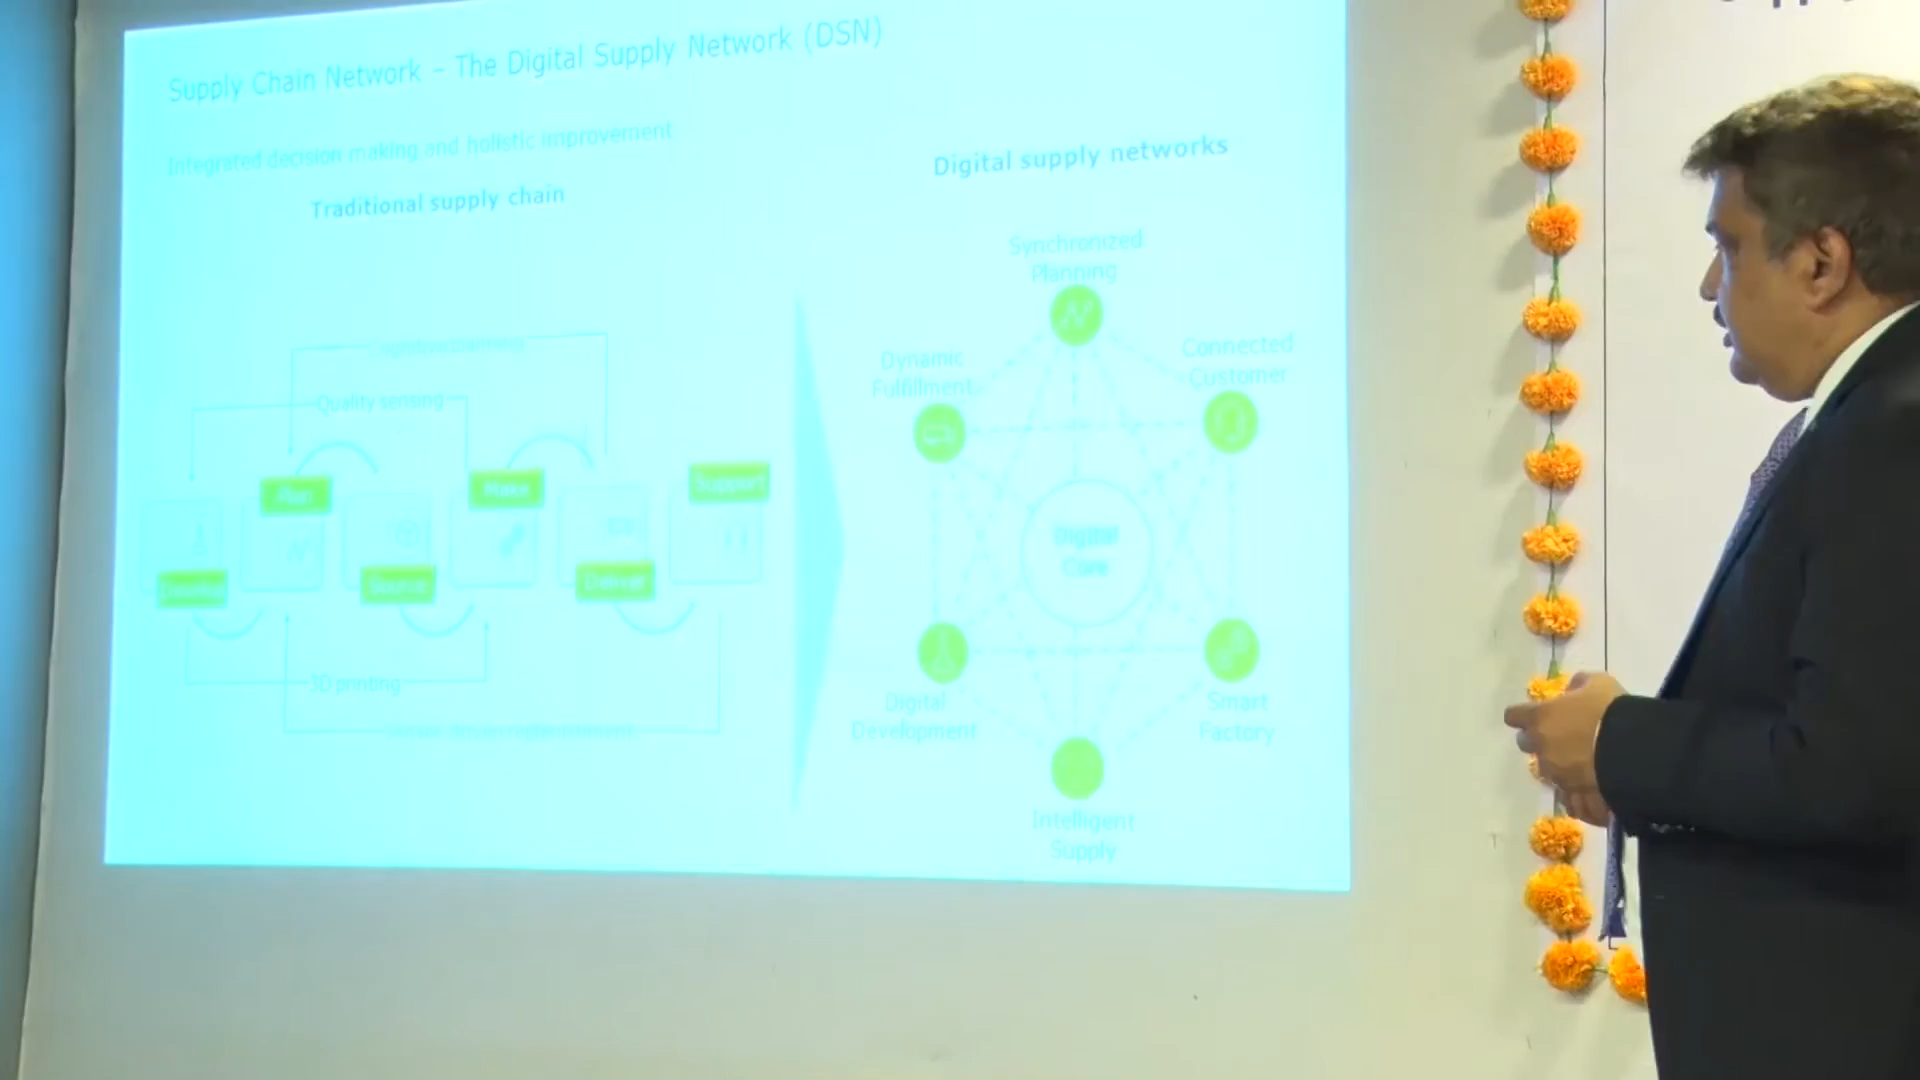 Supply Chain Network – The Digital Supply Network (DSN)
Integrated decision making and holistic improvement
Traditional supply chain
Digital supply networks
Quality sensing
Plan
Make
Support
Source
Deliver
3D printing
Synchronized
Planning
Dynamic
Fulfillment
Connected
Customer
Digital
Core
Digital
Development
Smart
Factory
Intelligent
Supply